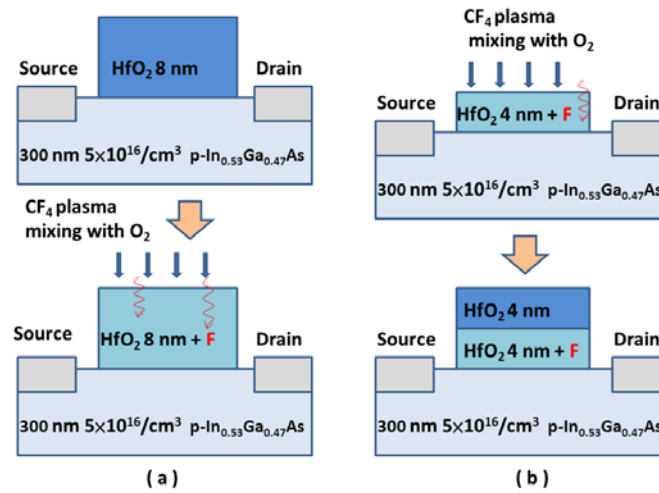 HfO2 8 nm
Source
Drain
300 nm 5×10^16/cm^3 p-In0.53Ga0.47As
CF4 plasma
mixing with O2
HfO2 8 nm + F
Source
Drain
300 nm 5×10^16/cm^3 p-In0.53Ga0.47As
( a )
CF4 plasma
mixing with O2
Source
Drain
HfO2 4 nm + F
300 nm 5×10^16/cm^3 p-In0.53Ga0.47As
HfO2 4 nm
Source
Drain
HfO2 4 nm + F
300 nm 5×10^16/cm^3 p-In0.53Ga0.47As
( b )